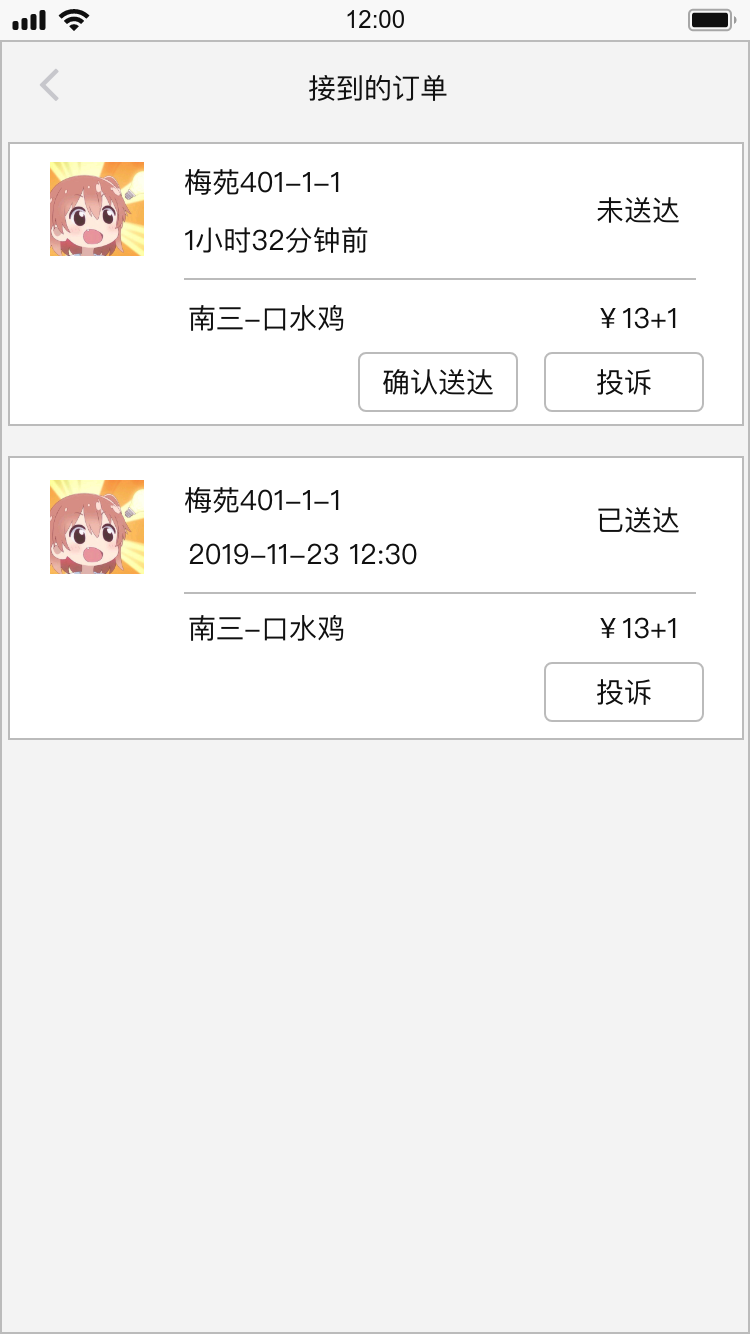 12:00
接到的订单
梅苑401-1-1
未送达
1小时32分钟前
南三-口水鸡
¥13+1
确认送达
投诉
梅苑401-1-1
已送达
2019-11-23 12:30
南三-口水鸡
¥13+1
投诉